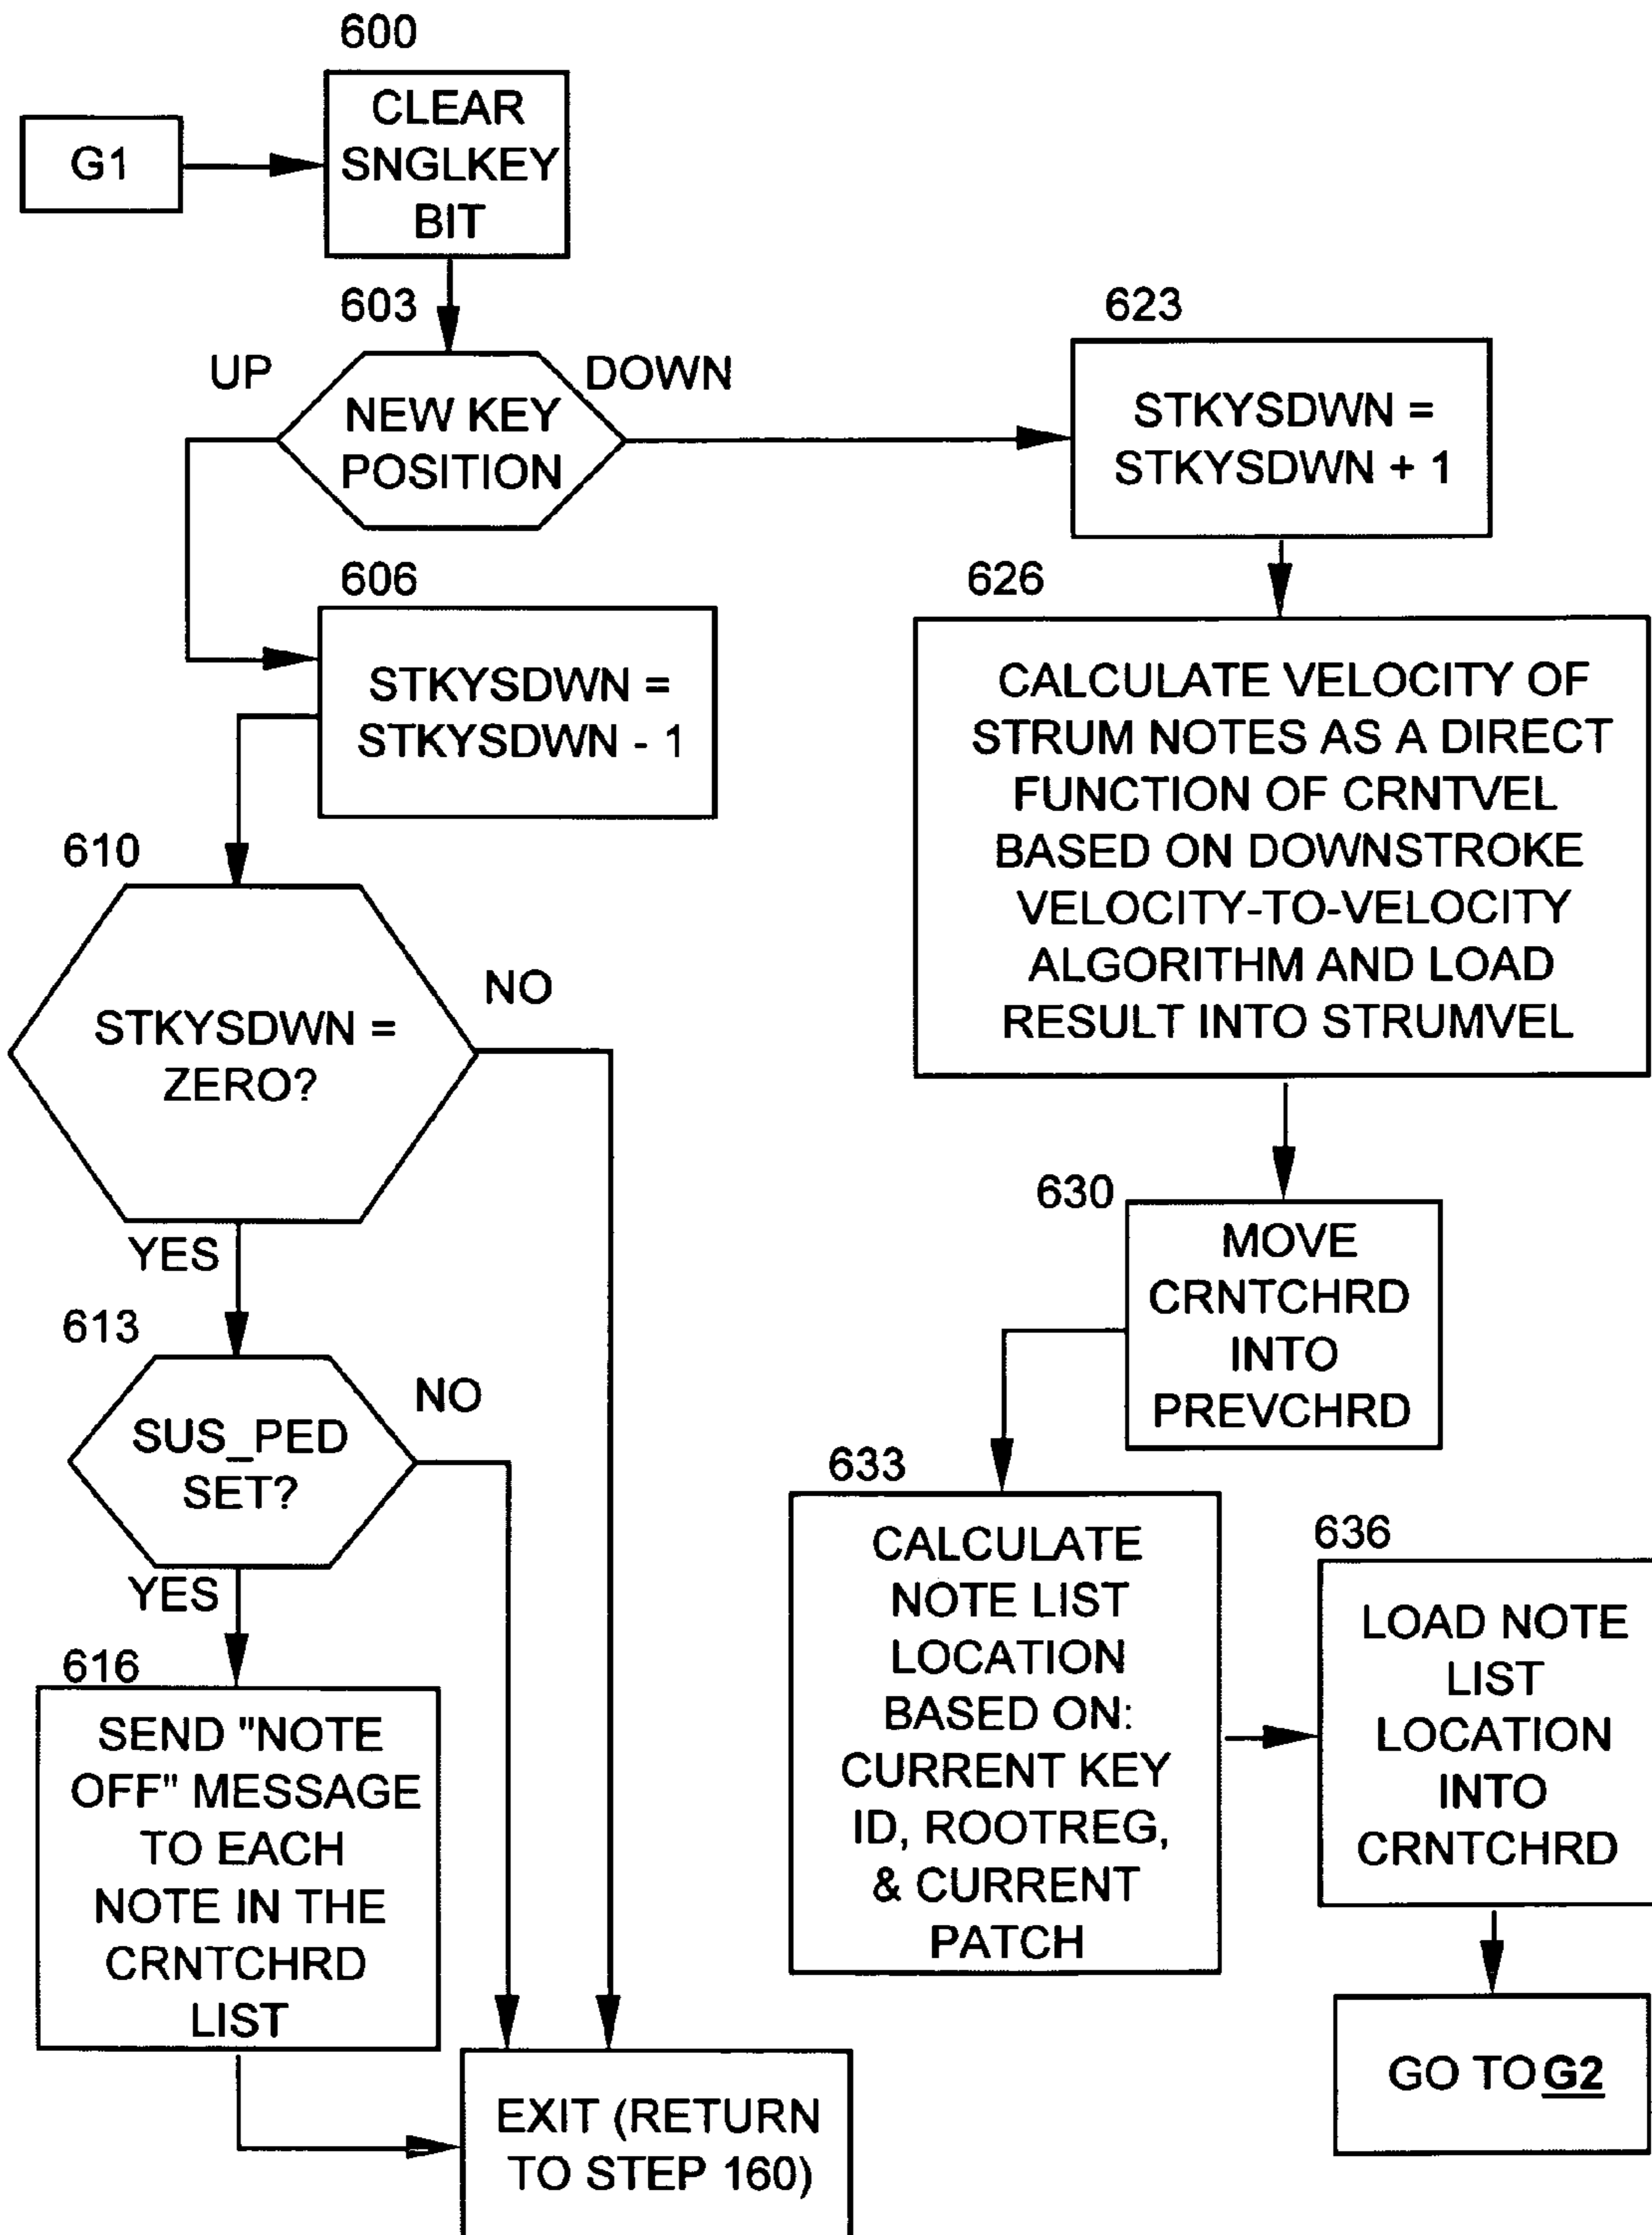 600
CLEAR
SNGLKEY
BIT
G1
603
UP
DOWN
NEW KEY
POSITION
606
STKYSDWN =
STKYSDWN - 1
610
STKYSDWN =
ZERO?
NO
YES
613
SUS_PED
SET?
NO
YES
616
SEND "NOTE
OFF" MESSAGE
TO EACH
NOTE IN THE
CRNTCHRD
LIST
EXIT (RETURN
TO STEP 160)
623
STKYSDWN =
STKYSDWN + 1
626
CALCULATE VELOCITY OF
STRUM NOTES AS A DIRECT
FUNCTION OF CRNTVEL
BASED ON DOWNSTROKE
VELOCITY-TO-VELOCITY
ALGORITHM AND LOAD
RESULT INTO STRUMVEL
630
MOVE
CRNTCHRD
INTO
PREVCHRD
633
CALCULATE
NOTE LIST
LOCATION
BASED ON:
CURRENT KEY
ID, ROOTREG,
& CURRENT
PATCH
636
LOAD NOTE
LIST
LOCATION
INTO
CRNTCHRD
GO TO G2